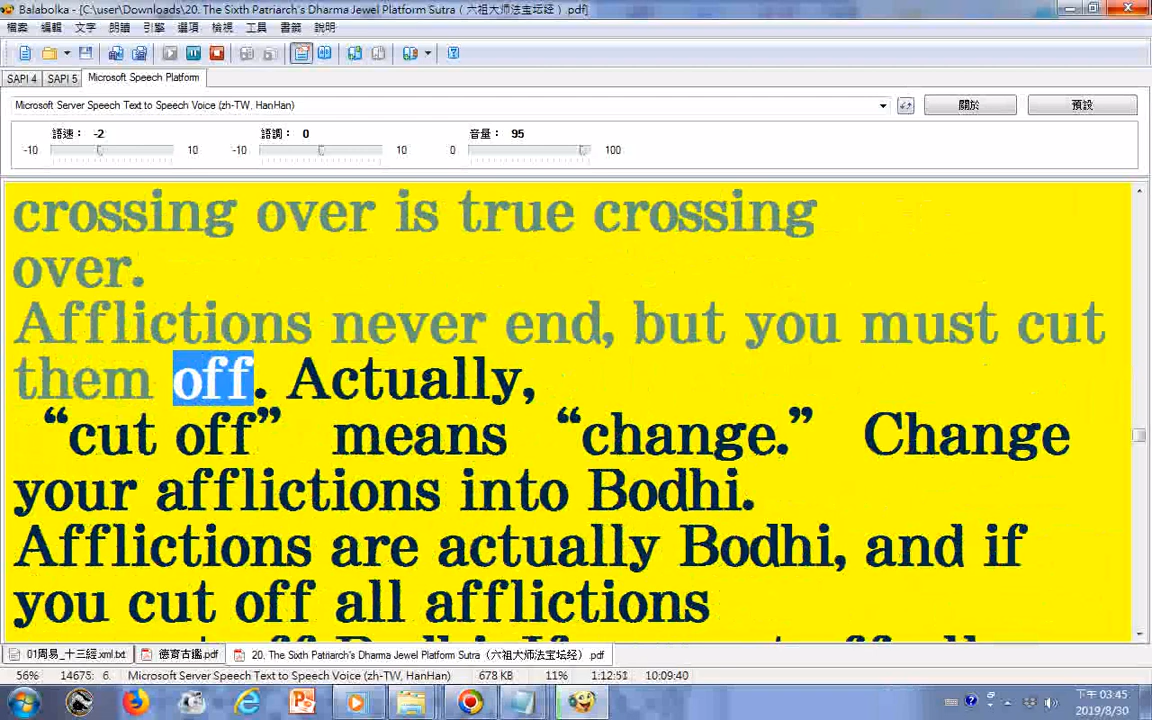 Balabolka - [C:\user\Downloads\20. The Sixth Patriarch's Dharma Jewel Platform Sutra（六祖大师法宝坛经）.pdf]
檔案 編輯 文字 朗讀 引擎 選項 檢視 工具 書籤 說明
SAPI 4 SAPI 5 Microsoft Speech Platform
Microsoft Server Speech Text to Speech Voice (zh-TW, HanHan) 關於 預設
語速： -2 語調： 0 音量： 95
-10 10 -10 10 0 100
crossing over is true crossing
over.
Afflictions never end, but you must cut
them off. Actually,
“cut off” means “change.” Change
your afflictions into Bodhi.
Afflictions are actually Bodhi, and if
you cut off all afflictions
01周易_十三經.xml.txt 德育古鑑.pdf 20. The Sixth Patriarch's Dharma Jewel Platform Sutra（六祖大师法宝坛经）.pdf
56% 14675: 6. Microsoft Server Speech Text to Speech Voice (zh-TW, HanHan) 678 KB 11% 1:12:51 10:09:40
下午 03:45
2019/8/30